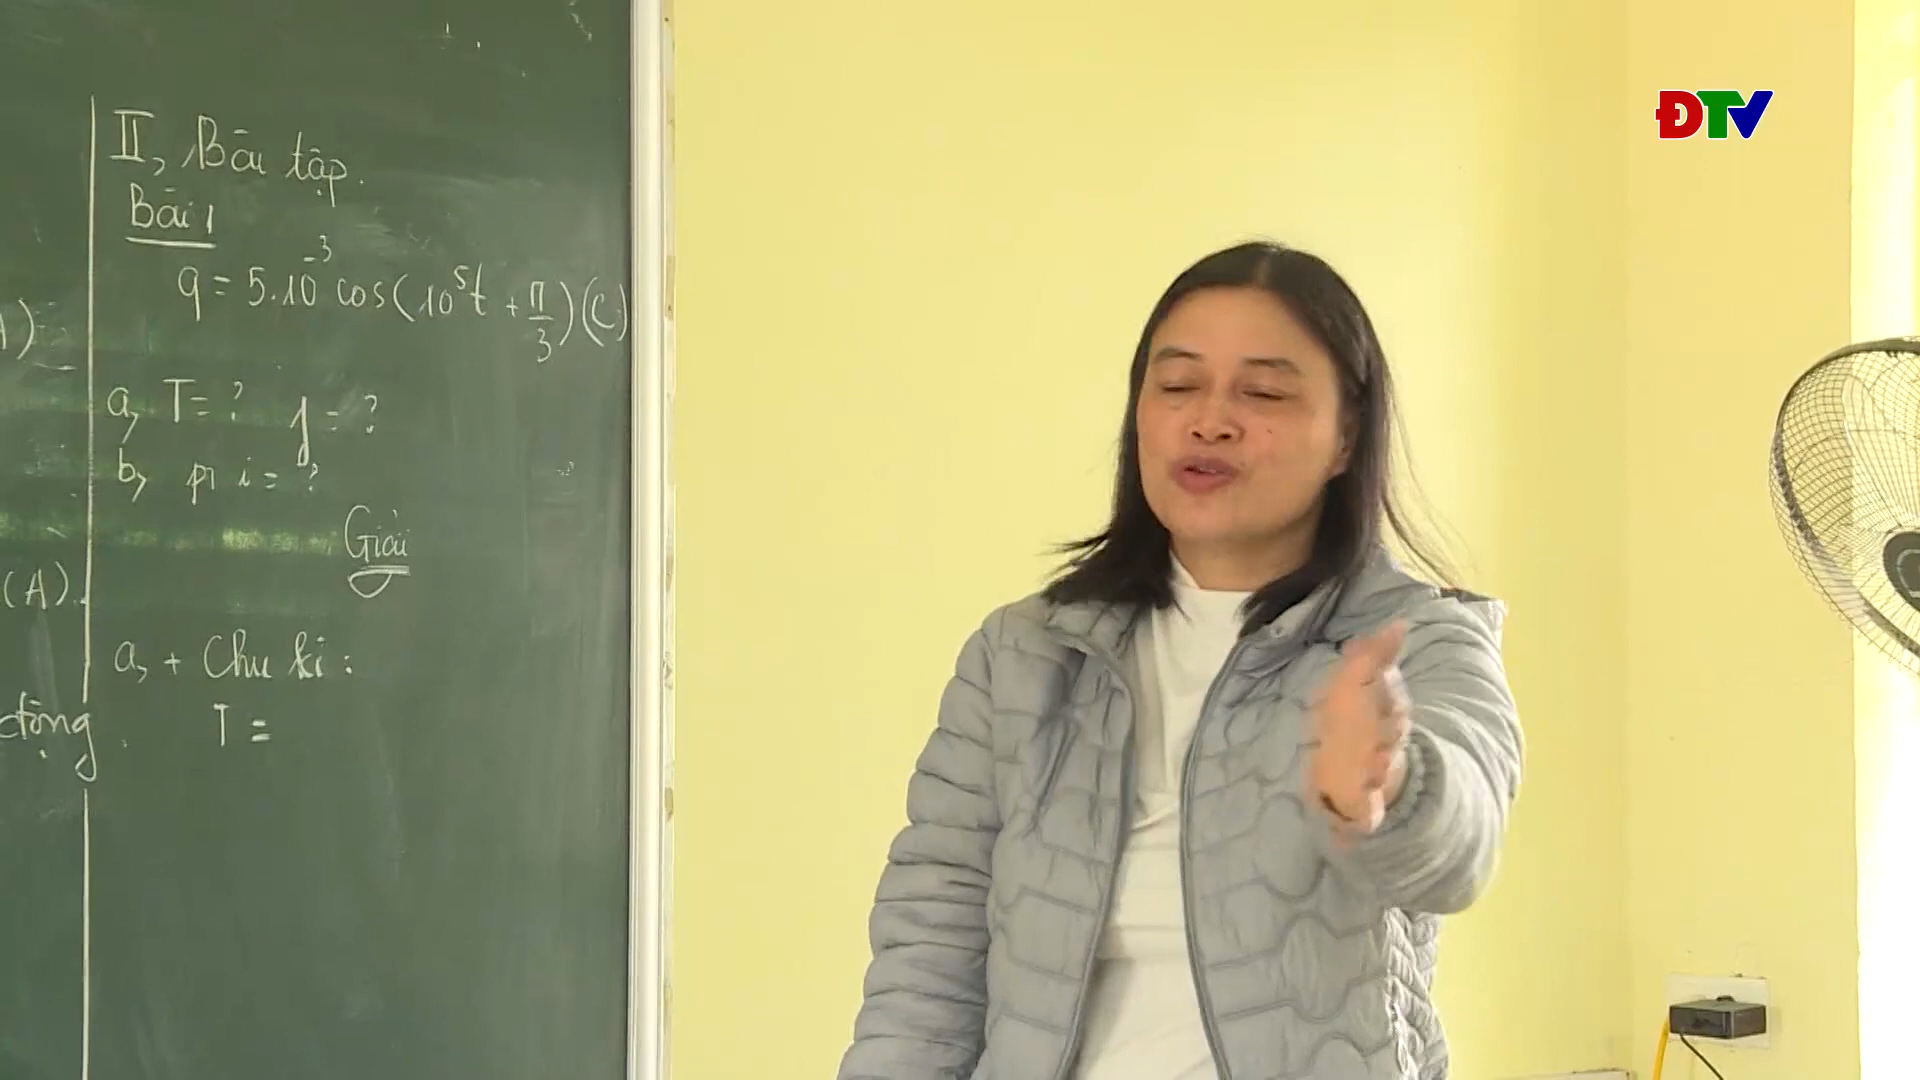 ĐTV
II, Bài tập.
Bài 1
q = 5.10⁻³ cos(10⁵t + π/3)(C)
a, T = ? f = ?
b, pt i = ?
Giải
(A).
a, + Chu kì :
động.
T =